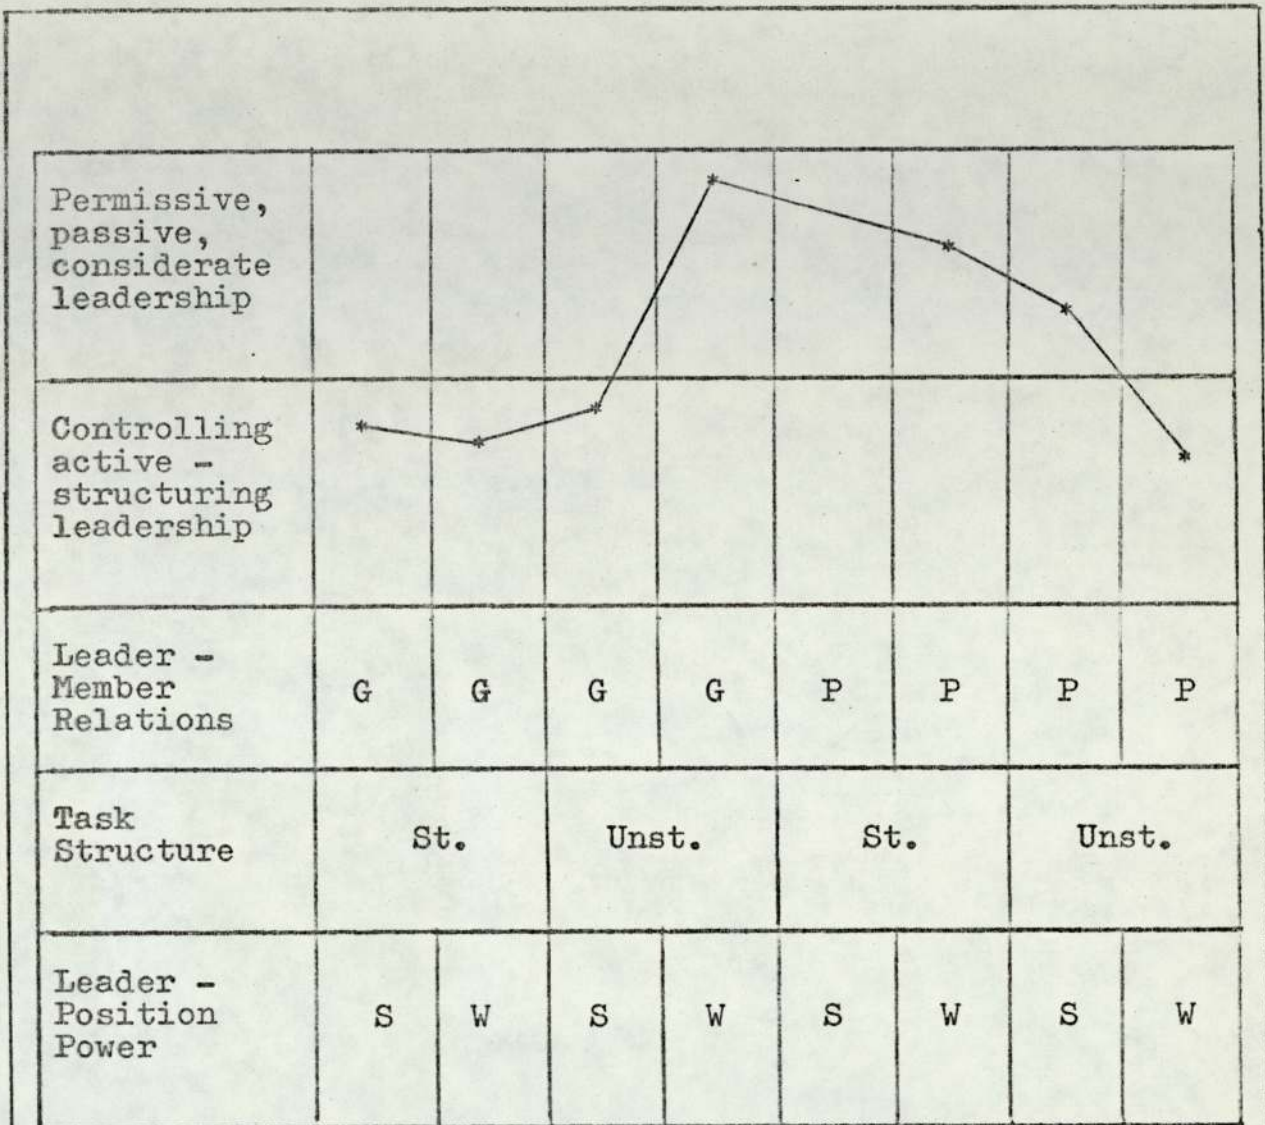 Permissive,
passive,
considerate
leadership
Controlling
active -
structuring
leadership
Leader -
Member
Relations
G G G G P P P P
Task
Structure
St. Unst. St. Unst.
Leader -
Position
Power
S W S W S W S W